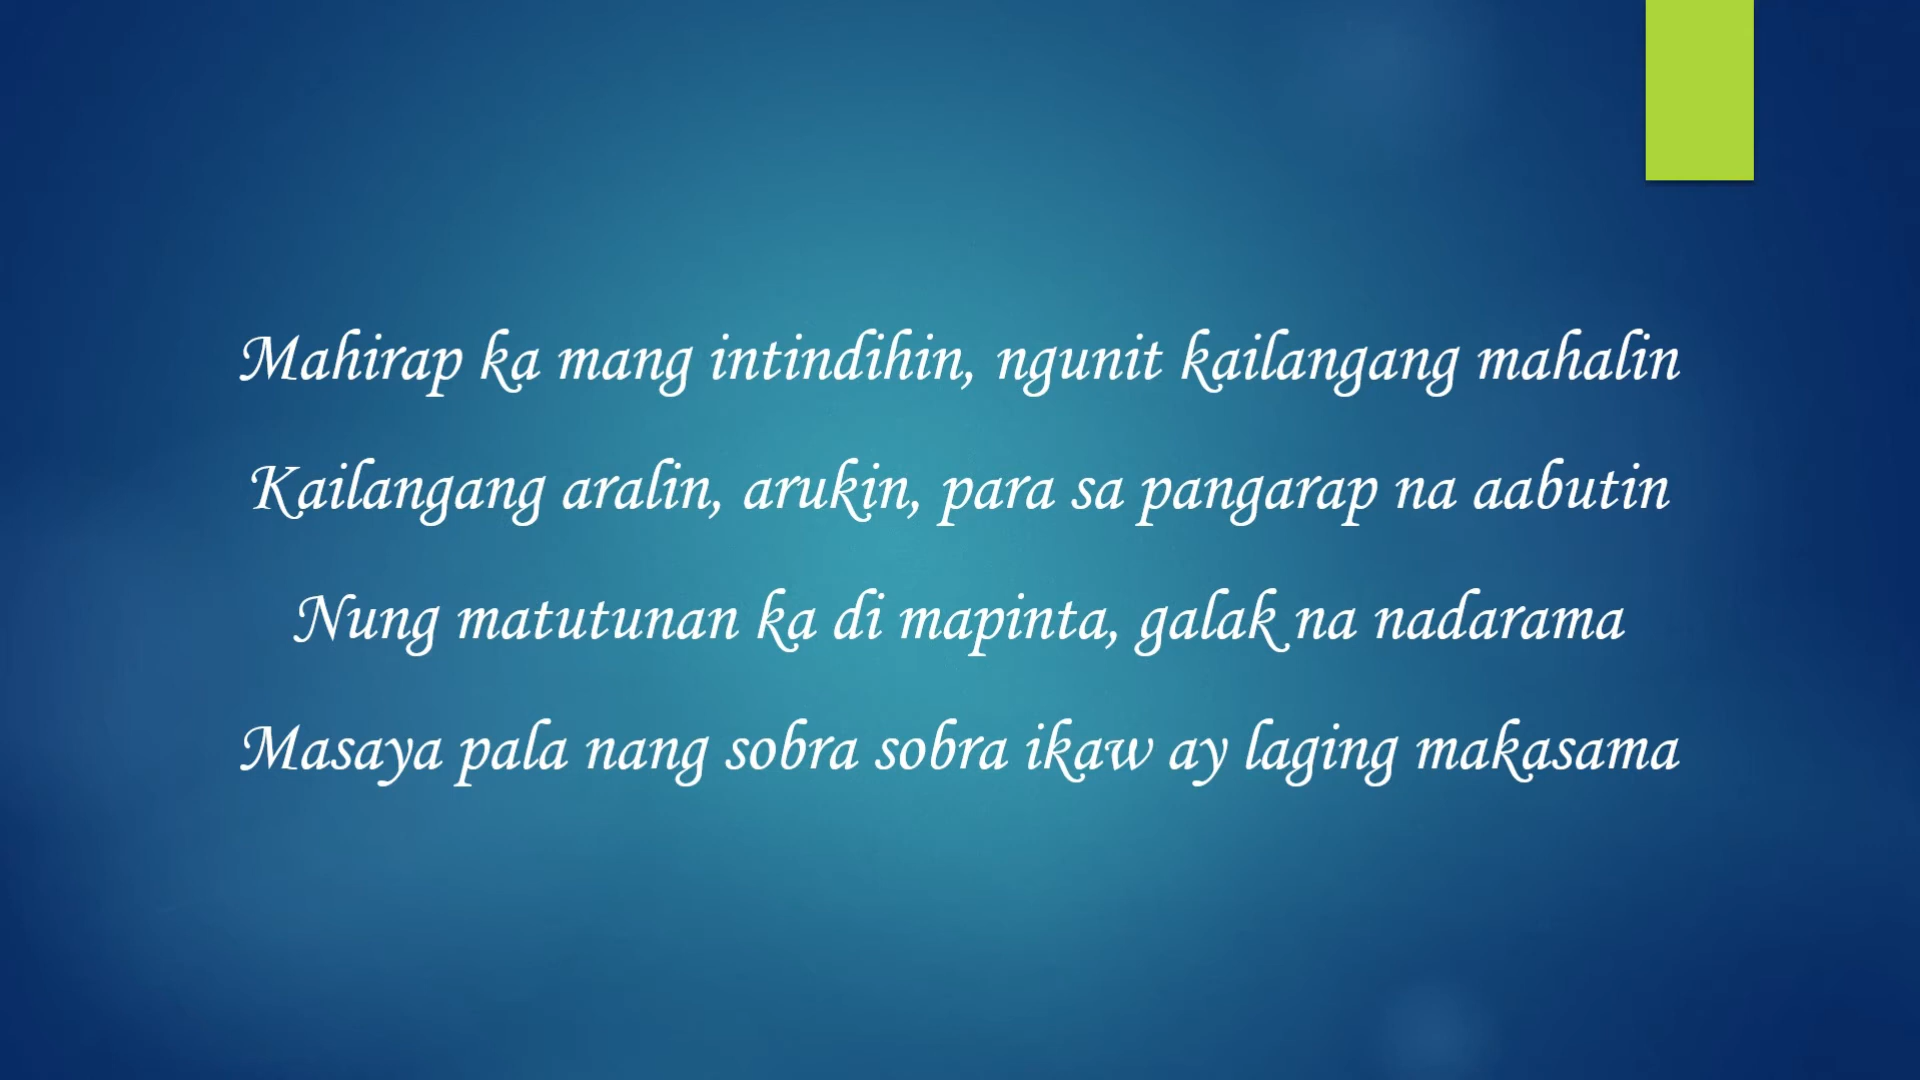 Mahirap ka mang intindihin, ngunit kailangang mahalin
Kailangang aralin, arukin, para sa pangarap na aabutin
Nung matutunan ka di mapinta, galak na nadarama
Masaya pala nang sobra sobra ikaw ay laging makasama